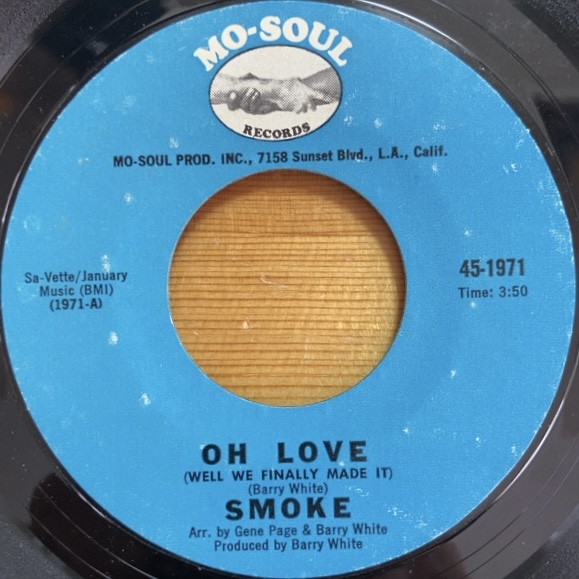 MO-SOUL
RECORDS
MO-SOUL PROD. INC., 7158 Sunset Blvd., L.A., Calif.
Sa-Vette/January
Music (BMI)
(1971-A)
45-1971
Time: 3:50
OH LOVE
(WELL WE FINALLY MADE IT)
(Barry White)
SMOKE
Arr. by Gene Page & Barry White
Produced by Barry White